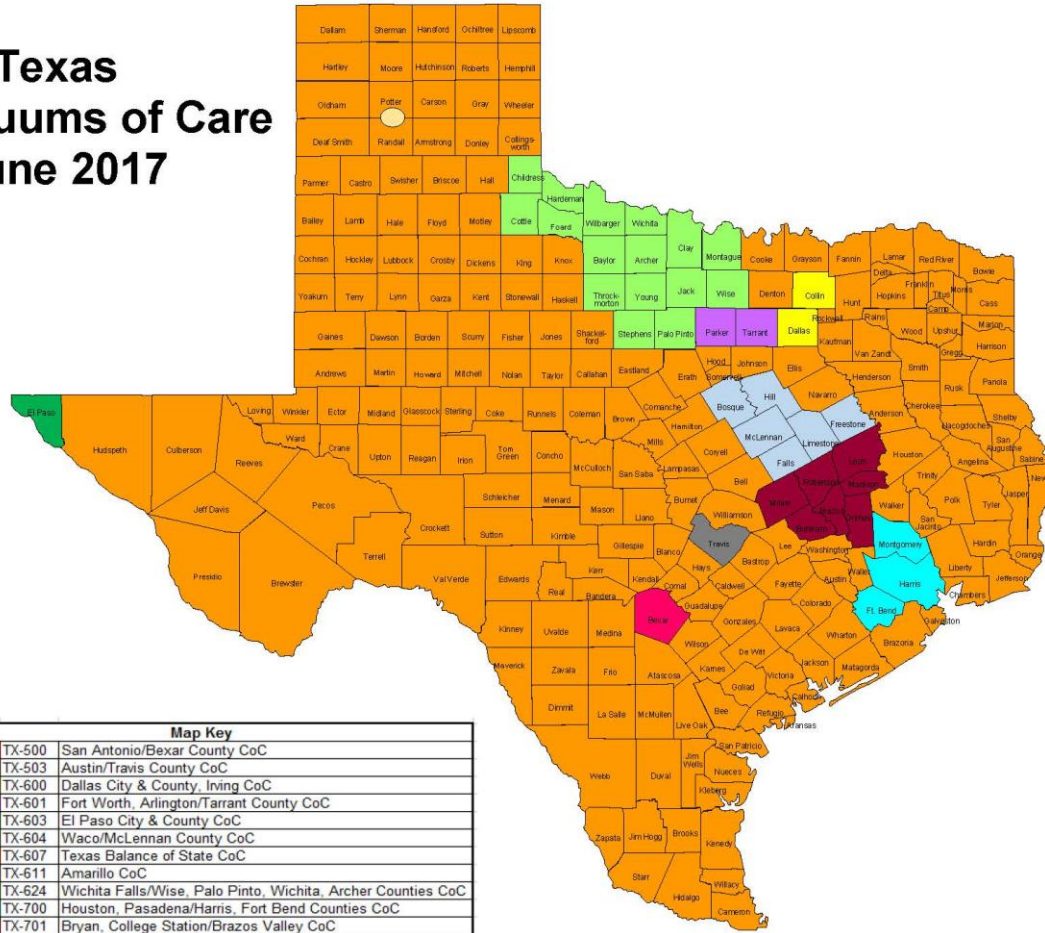 Texas
uums of Care
une 2017
Dallam Sherman Hansford Ochiltree Lipscomb
Hartley Moore Hutchinson Roberts Hemphill
Oldham Potter Carson Gray Wheeler
Deaf Smith Randall Armstrong Donley Collings-
worth
Parmer Castro Swisher Briscoe Hall Childress
Hardeman
Bailey Lamb Hale Floyd Motley Cottle Foard Wilbarger Wichita
Clay
Cochran Hockley Lubbock Crosby Dickens King Knox Baylor Archer Montague Cooke Grayson Fannin Lamar Red River
Bowie
Delta Franklin Titus Morris
Yoakum Terry Lynn Garza Kent Stonewall Haskell Throck-
morton Young Jack Wise Denton Collin Hunt Hopkins Camp Cass
Rockwall Rains Marion
Gaines Dawson Borden Scurry Fisher Jones Shackel-
ford Stephens Palo Pinto Parker Tarrant Dallas Kaufman Wood Upshur Harrison
Van Zandt Gregg
Andrews Martin Howard Mitchell Nolan Taylor Callahan Eastland Erath Hood Somervell Johnson Ellis Henderson Smith Rusk Panola
El Paso Hudspeth Culberson Loving Winkler Ector Midland Glasscock Sterling Coke Runnels Coleman Brown Comanche Bosque Hill Navarro Anderson Cherokee Nacogdoches Shelby
Hamilton Freestone San
Augustine
Reeves Ward Crane Upton Reagan Irion Tom
Green Concho McCulloch San Saba Mills Lampasas Coryell McLennan Limestone Falls Leon Houston Angelina Sabine
New
Bell Robertson Madison Trinity
Jeff Davis Pecos Schleicher Menard Mason Llano Burnet Williamson Milam Brazos Grimes Walker Polk Tyler Jasper
San
Jacinto
Crockett Sutton Kimble Gillespie Blanco Travis Lee Burleson Washington Montgomery Hardin
Orange
Presidio Brewster Terrell Val Verde Edwards Kerr Kendall Hays Bastrop Waller Harris Liberty Jefferson
Real Bandera Comal Caldwell Fayette Austin Chambers
Kinney Uvalde Medina Bexar Guadalupe Gonzales Colorado Ft. Bend Galveston
Lavaca
Wilson Wharton Brazoria
De Witt
Maverick Zavala Frio Atascosa Karnes Victoria Jackson Matagorda
Goliad
Dimmit La Salle McMullen Live Oak Bee Refugio Calhoun
Aransas
San Patricio
Webb Duval Jim
Wells Nueces
Kleberg
Zapata Jim Hogg Brooks Kenedy
Starr Hidalgo Willacy
Cameron
Map Key
TX-500 San Antonio/Bexar County CoC
TX-503 Austin/Travis County CoC
TX-600 Dallas City & County, Irving CoC
TX-601 Fort Worth, Arlington/Tarrant County CoC
TX-603 El Paso City & County CoC
TX-604 Waco/McLennan County CoC
TX-607 Texas Balance of State CoC
TX-611 Amarillo CoC
TX-624 Wichita Falls/Wise, Palo Pinto, Wichita, Archer Counties CoC
TX-700 Houston, Pasadena/Harris, Fort Bend Counties CoC
TX-701 Bryan, College Station/Brazos Valley CoC